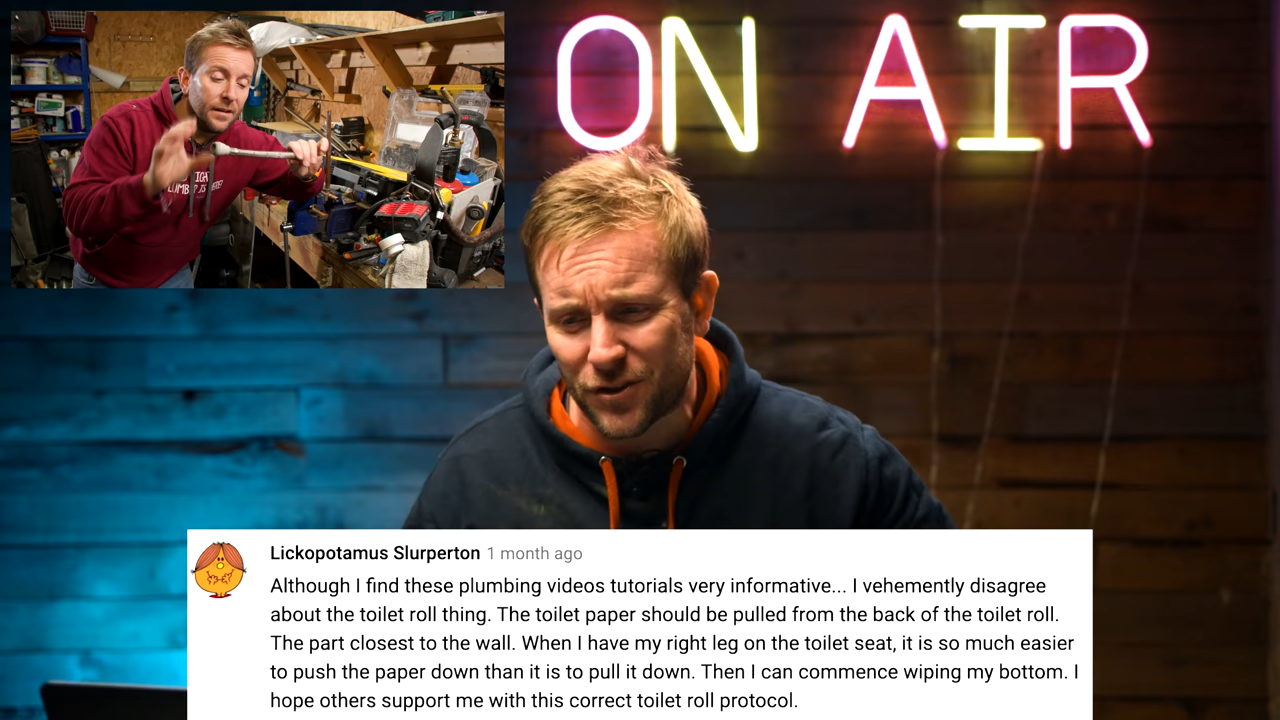 ON AIR
Lickopotamus Slurperton 1 month ago
Although I find these plumbing videos tutorials very informative... I vehemently disagree
about the toilet roll thing. The toilet paper should be pulled from the back of the toilet roll.
The part closest to the wall. When I have my right leg on the toilet seat, it is so much easier
to push the paper down than it is to pull it down. Then I can commence wiping my bottom. I
hope others support me with this correct toilet roll protocol.